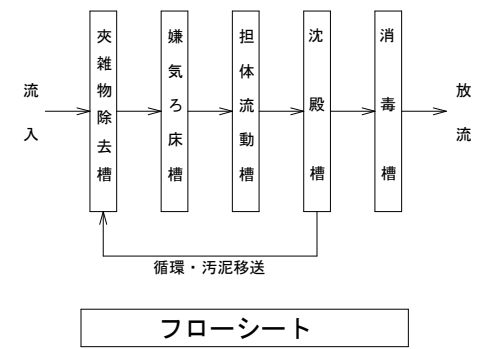 流入
夾雑物除去槽
嫌気ろ床槽
担体流動槽
沈殿槽
消毒槽
放流
循環・汚泥移送
フローシート